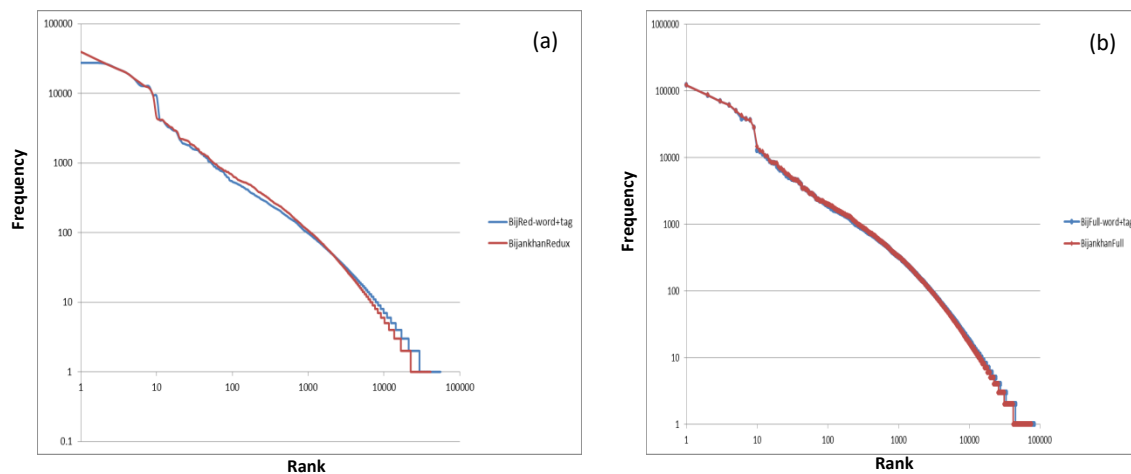 (a)
100000
10000
1000
100
10
1
0.1
1 10 100 1000 10000 100000
Frequency
Rank
BijRed-word+tag
BijankhanRedux
(b)
1000000
100000
10000
1000
100
10
1
1 10 100 1000 10000 100000
Frequency
Rank
BijFull-word+tag
BijankhanFull